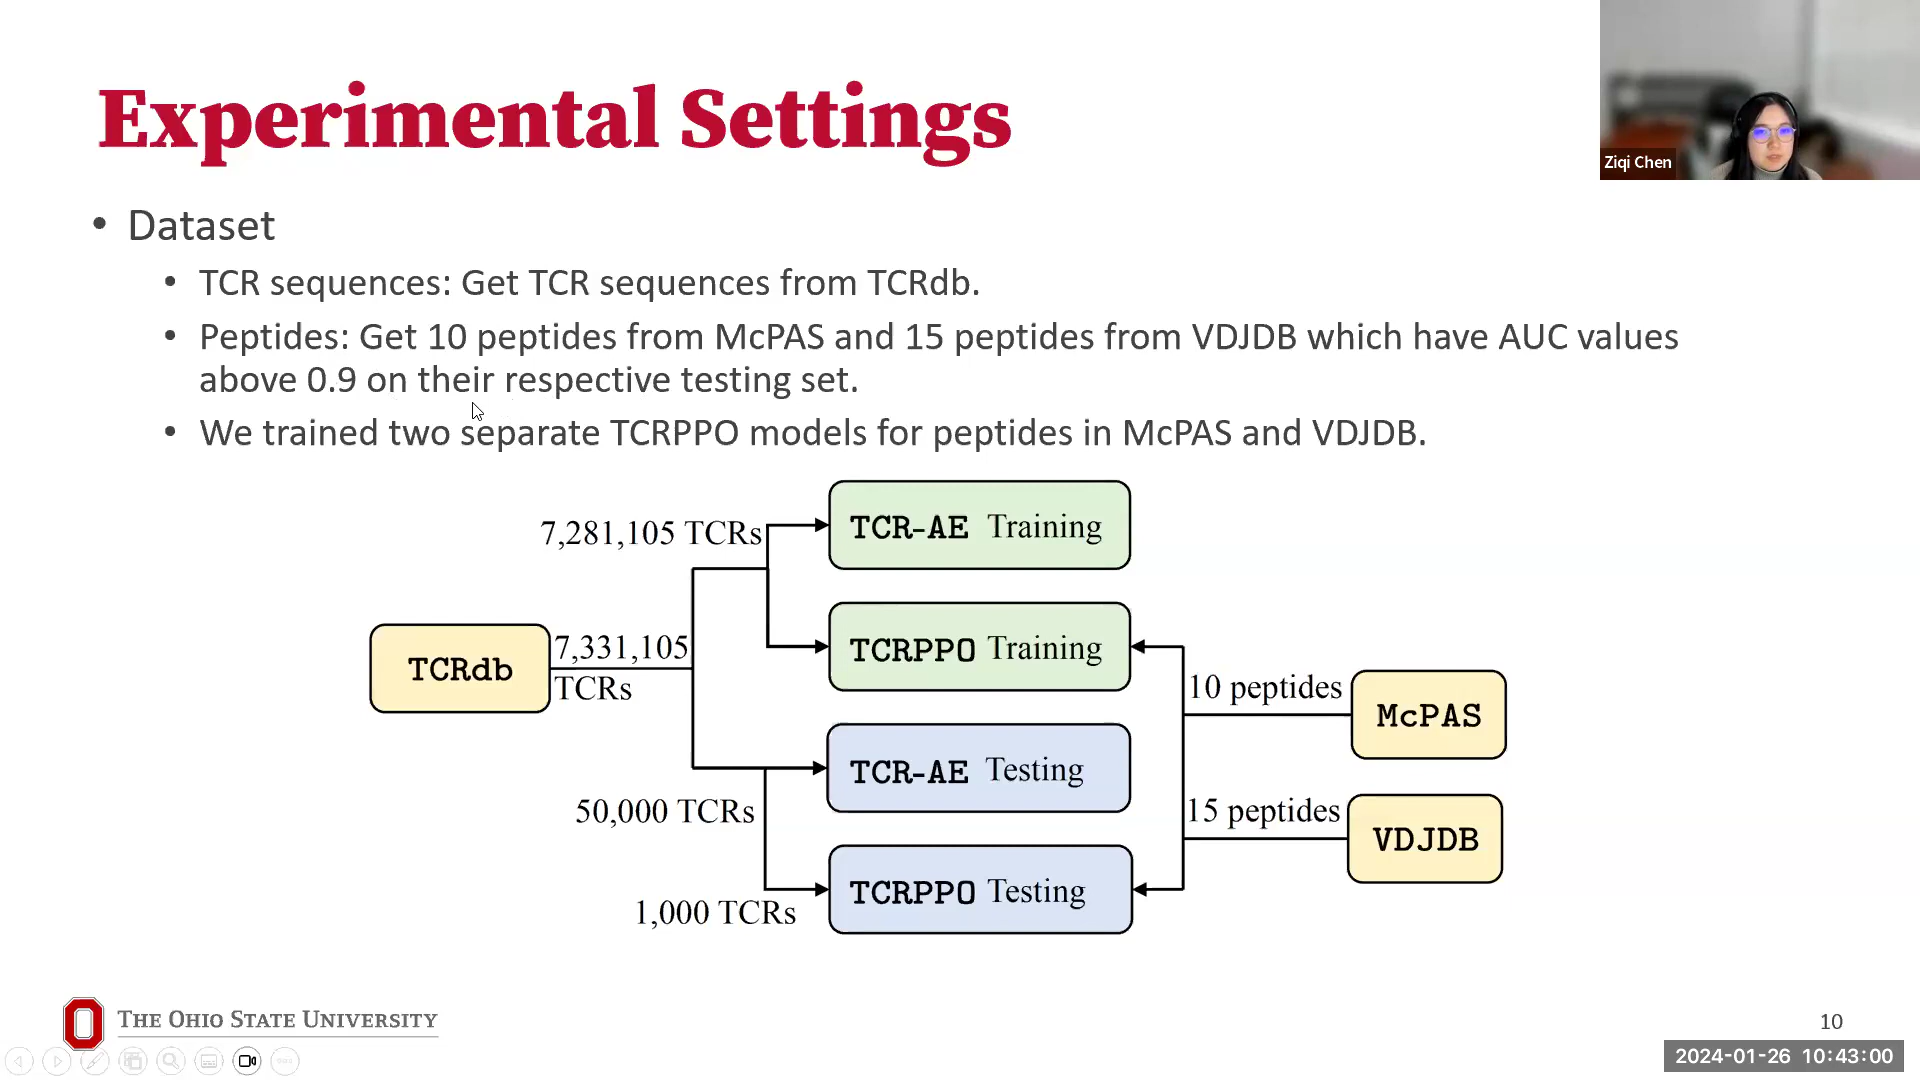 Experimental Settings
Ziqi Chen
• Dataset
• TCR sequences: Get TCR sequences from TCRdb.
• Peptides: Get 10 peptides from McPAS and 15 peptides from VDJDB which have AUC values
above 0.9 on their respective testing set.
• We trained two separate TCRPPO models for peptides in McPAS and VDJDB.
7,281,105 TCRs
TCR-AE Training
TCRdb
7,331,105
TCRs
TCRPPO Training
10 peptides
McPAS
TCR-AE Testing
50,000 TCRs
15 peptides
VDJDB
TCRPPO Testing
1,000 TCRs
THE OHIO STATE UNIVERSITY
10
2024-01-26 10:43:00